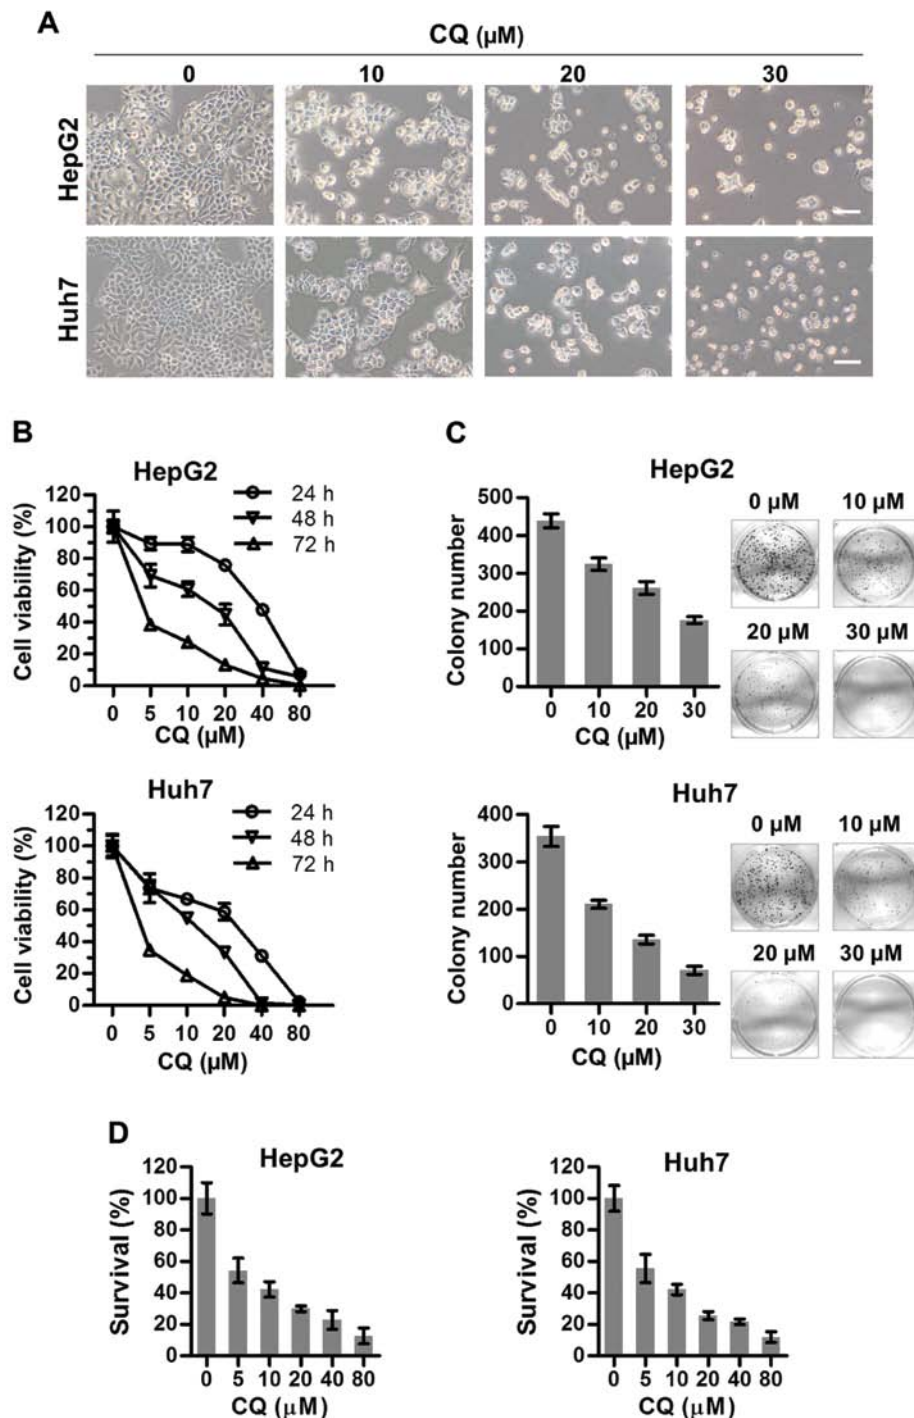 A
CQ (µM)
0 10 20 30
HepG2
Huh7
B
HepG2
Cell viability (%)
120
100
80
60
40
20
0
0 5 10 20 40 80
CQ (µM)
24 h
48 h
72 h
Huh7
Cell viability (%)
120
100
80
60
40
20
0
0 5 10 20 40 80
CQ (µM)
24 h
48 h
72 h
C
HepG2
Colony number
500
400
300
200
100
0
0 10 20 30
CQ (µM)
0 µM 10 µM
20 µM 30 µM
Huh7
Colony number
400
300
200
100
0
0 10 20 30
CQ (µM)
0 µM 10 µM
20 µM 30 µM
D
HepG2
Survival (%)
120
100
80
60
40
20
0
0 5 10 20 40 80
CQ (µM)
Huh7
Survival (%)
120
100
80
60
40
20
0
0 5 10 20 40 80
CQ (µM)